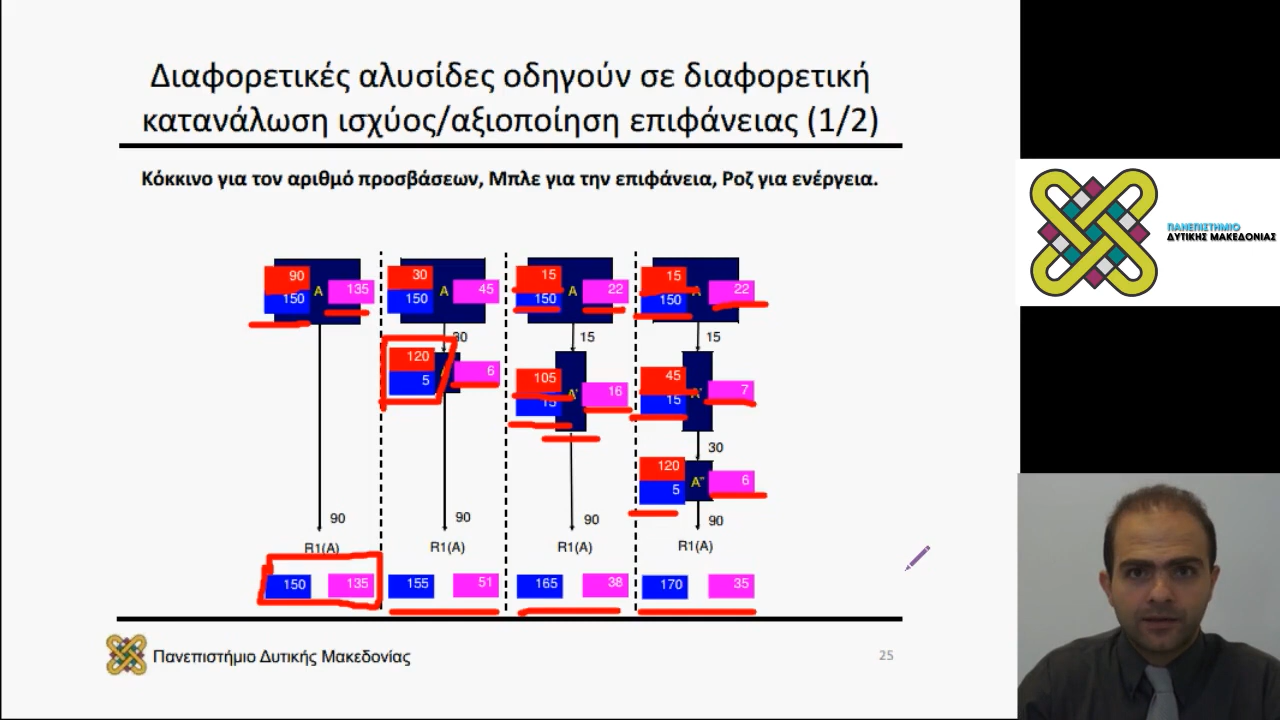 Διαφορετικές αλυσίδες οδηγούν σε διαφορετική
κατανάλωση ισχύος/αξιοποίηση επιφάνειας (1/2)
Κόκκινο για τον αριθμό προσβάσεων, Μπλε για την επιφάνεια, Ροζ για ενέργεια.
90
150 A 135
90
R1(A)
150 135
30
150 A 45
30
120
5 6
90
R1(A)
155 51
15
150 A 22
15
105
15 A' 16
90
R1(A)
165 38
15
150 A 22
15
45
15 A' 7
30
120
5 A" 6
90
R1(A)
170 35
Πανεπιστήμιο Δυτικής Μακεδονίας
25
ΠΑΝΕΠΙΣΤΗΜΙΟ
ΔΥΤΙΚΗΣ ΜΑΚΕΔΟΝΙΑΣ